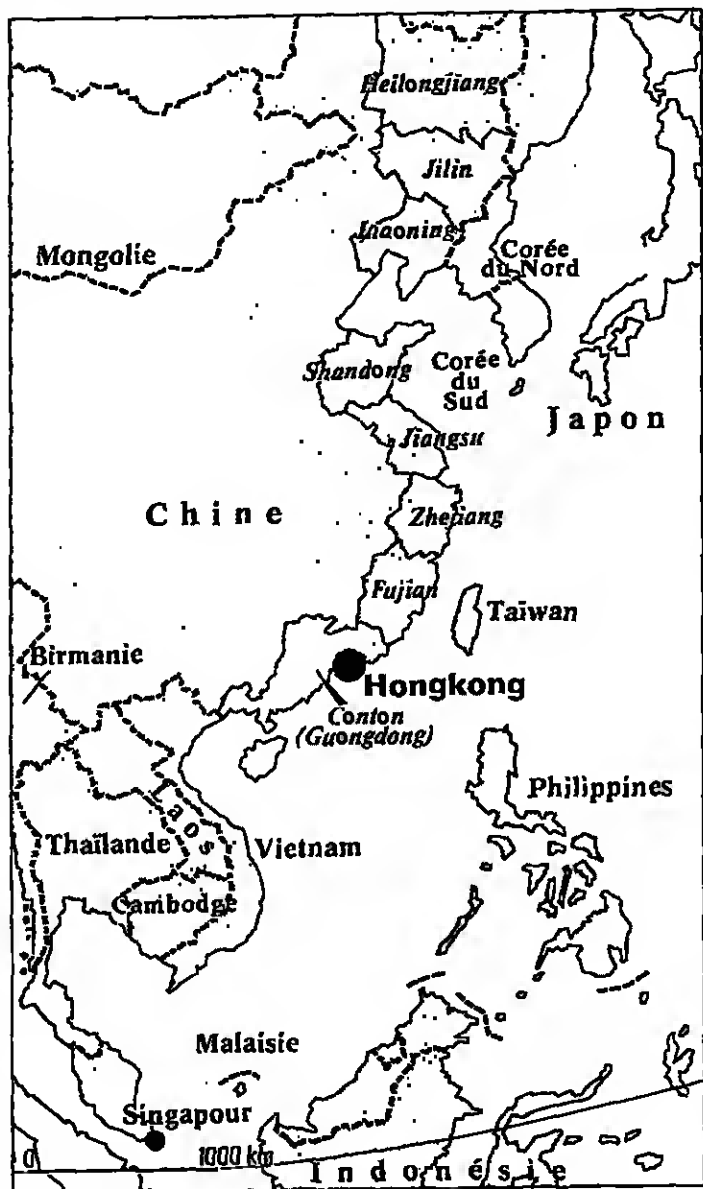 Heilongjiang
Jilin
Liaoning
Mongolie
Corée
du Nord
Shandong
Corée
du
Sud
Japon
Jiangsu
Chine
Zhejiang
Fujian
Taïwan
Birmanie
Hongkong
Conton
(Guongdong)
Philippines
Laos
Thaïlande
Vietnam
Cambodge
Malaisie
Singapour
0 1000 km
Indonésie